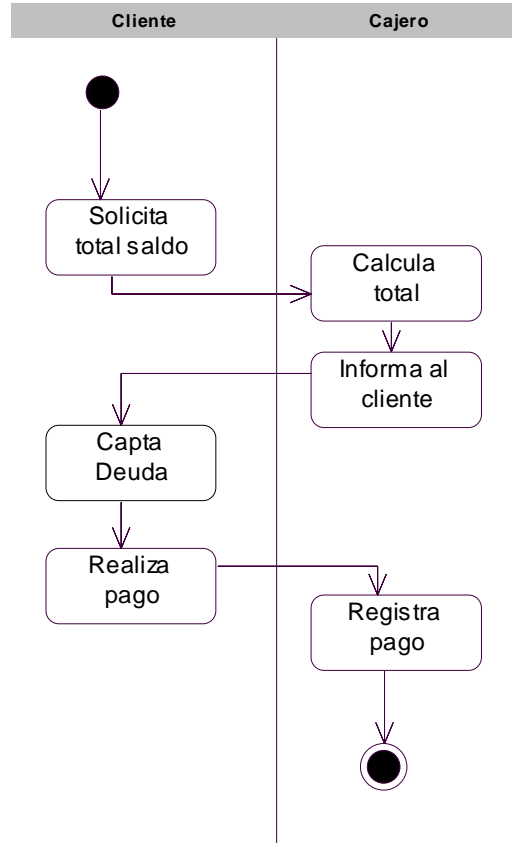 Cliente
Cajero
Solicita
total saldo
Calcula
total
Informa al
cliente
Capta
Deuda
Realiza
pago
Registra
pago